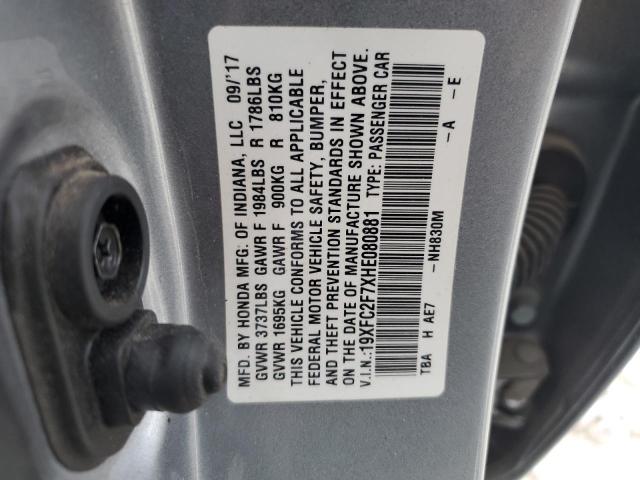 MFD. BY HONDA MFG. OF INDIANA, LLC 09/'17
GVWR 3737LBS GAWR F 1984LBS R 1786LBS
GVWR 1695KG GAWR F 900KG R 810KG
THIS VEHICLE CONFORMS TO ALL APPLICABLE
FEDERAL MOTOR VEHICLE SAFETY, BUMPER,
AND THEFT PREVENTION STANDARDS IN EFFECT
ON THE DATE OF MANUFACTURE SHOWN ABOVE.
V.I.N.:19XFC2F7XHE080881 TYPE: PASSENGER CAR
TBA H AE7 -NH830M -A -E